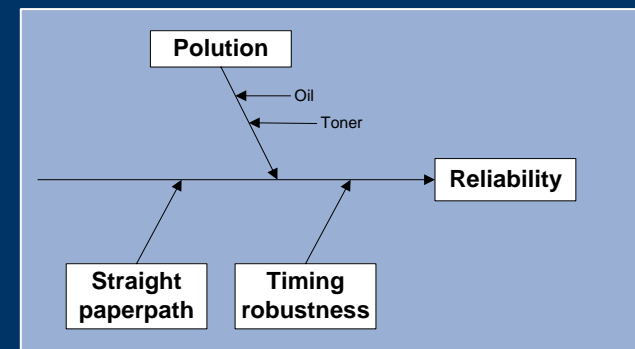 Polution
Oil
Toner
Reliability
Straight
paperpath
Timing
robustness